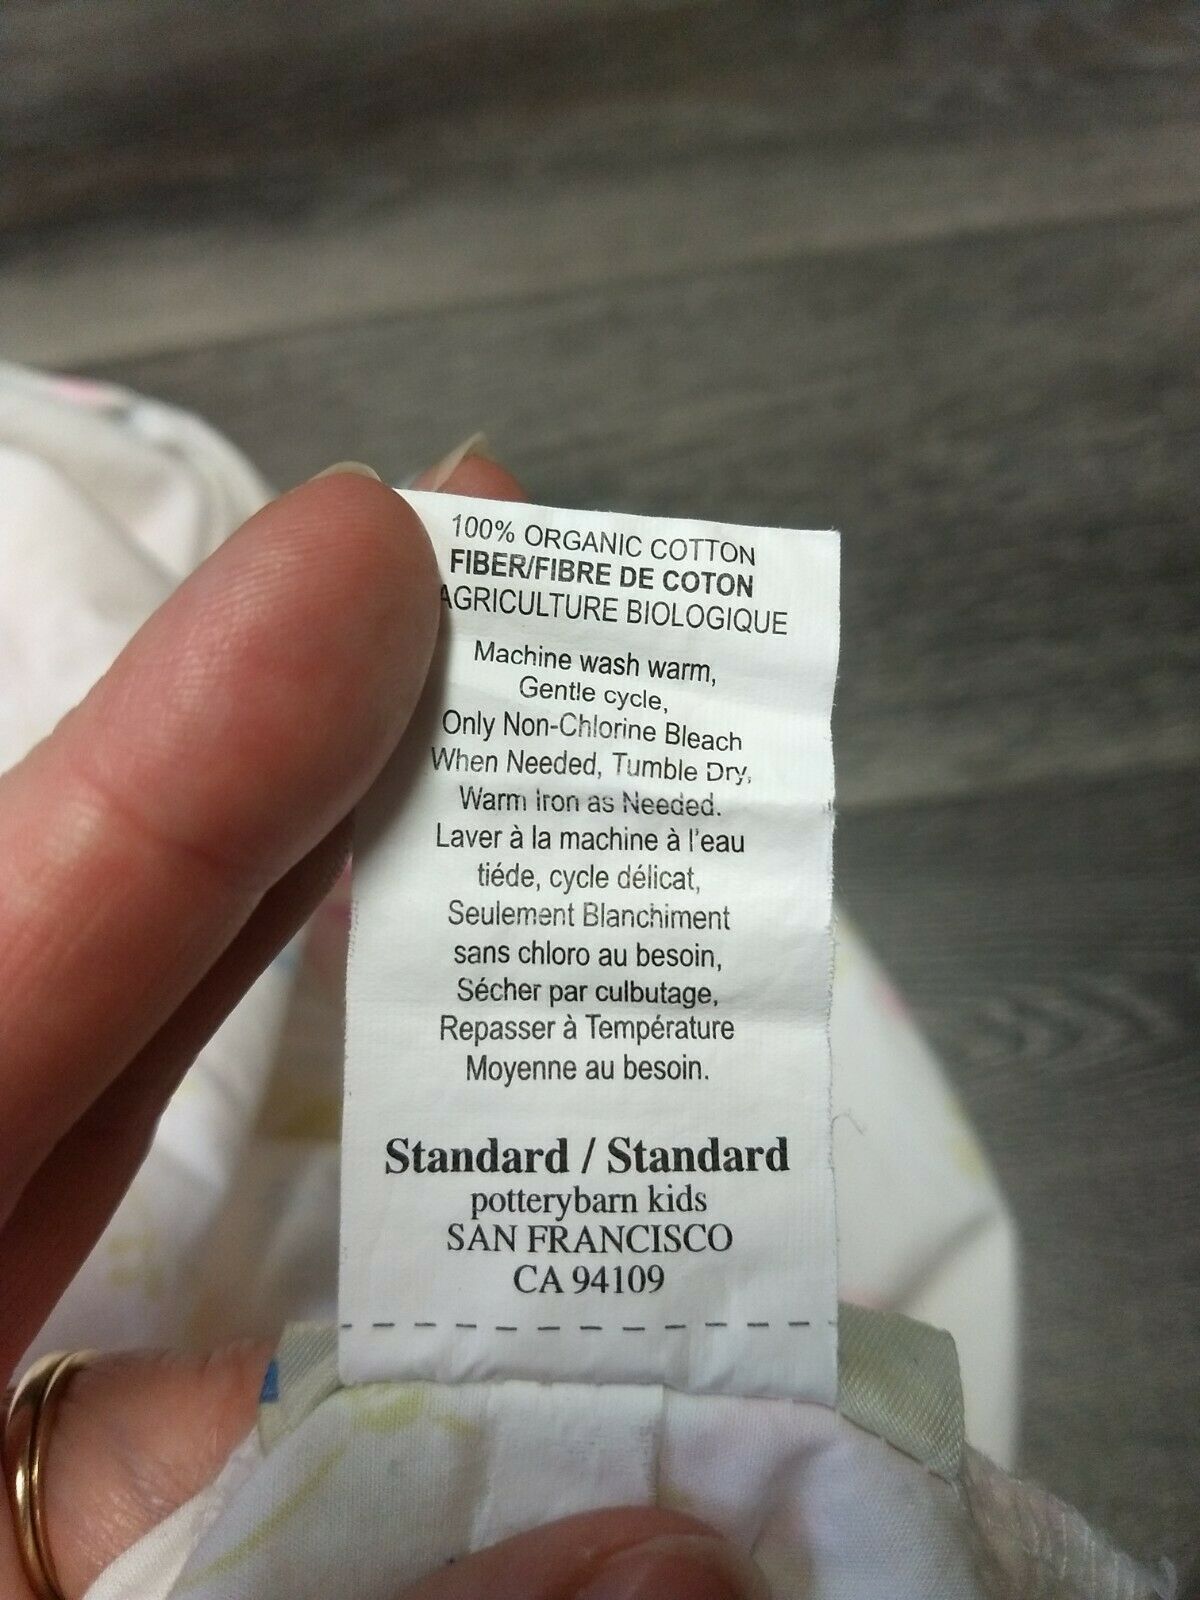 100% ORGANIC COTTON
FIBER/FIBRE DE COTON
AGRICULTURE BIOLOGIQUE
Machine wash warm,
Gentle cycle,
Only Non-Chlorine Bleach
When Needed, Tumble Dry,
Warm Iron as Needed.
Laver à la machine à l'eau
tiéde, cycle délicat,
Seulement Blanchiment
sans chloro au besoin,
Sécher par culbutage,
Repasser à Température
Moyenne au besoin.
Standard / Standard
potterybarn kids
SAN FRANCISCO
CA 94109